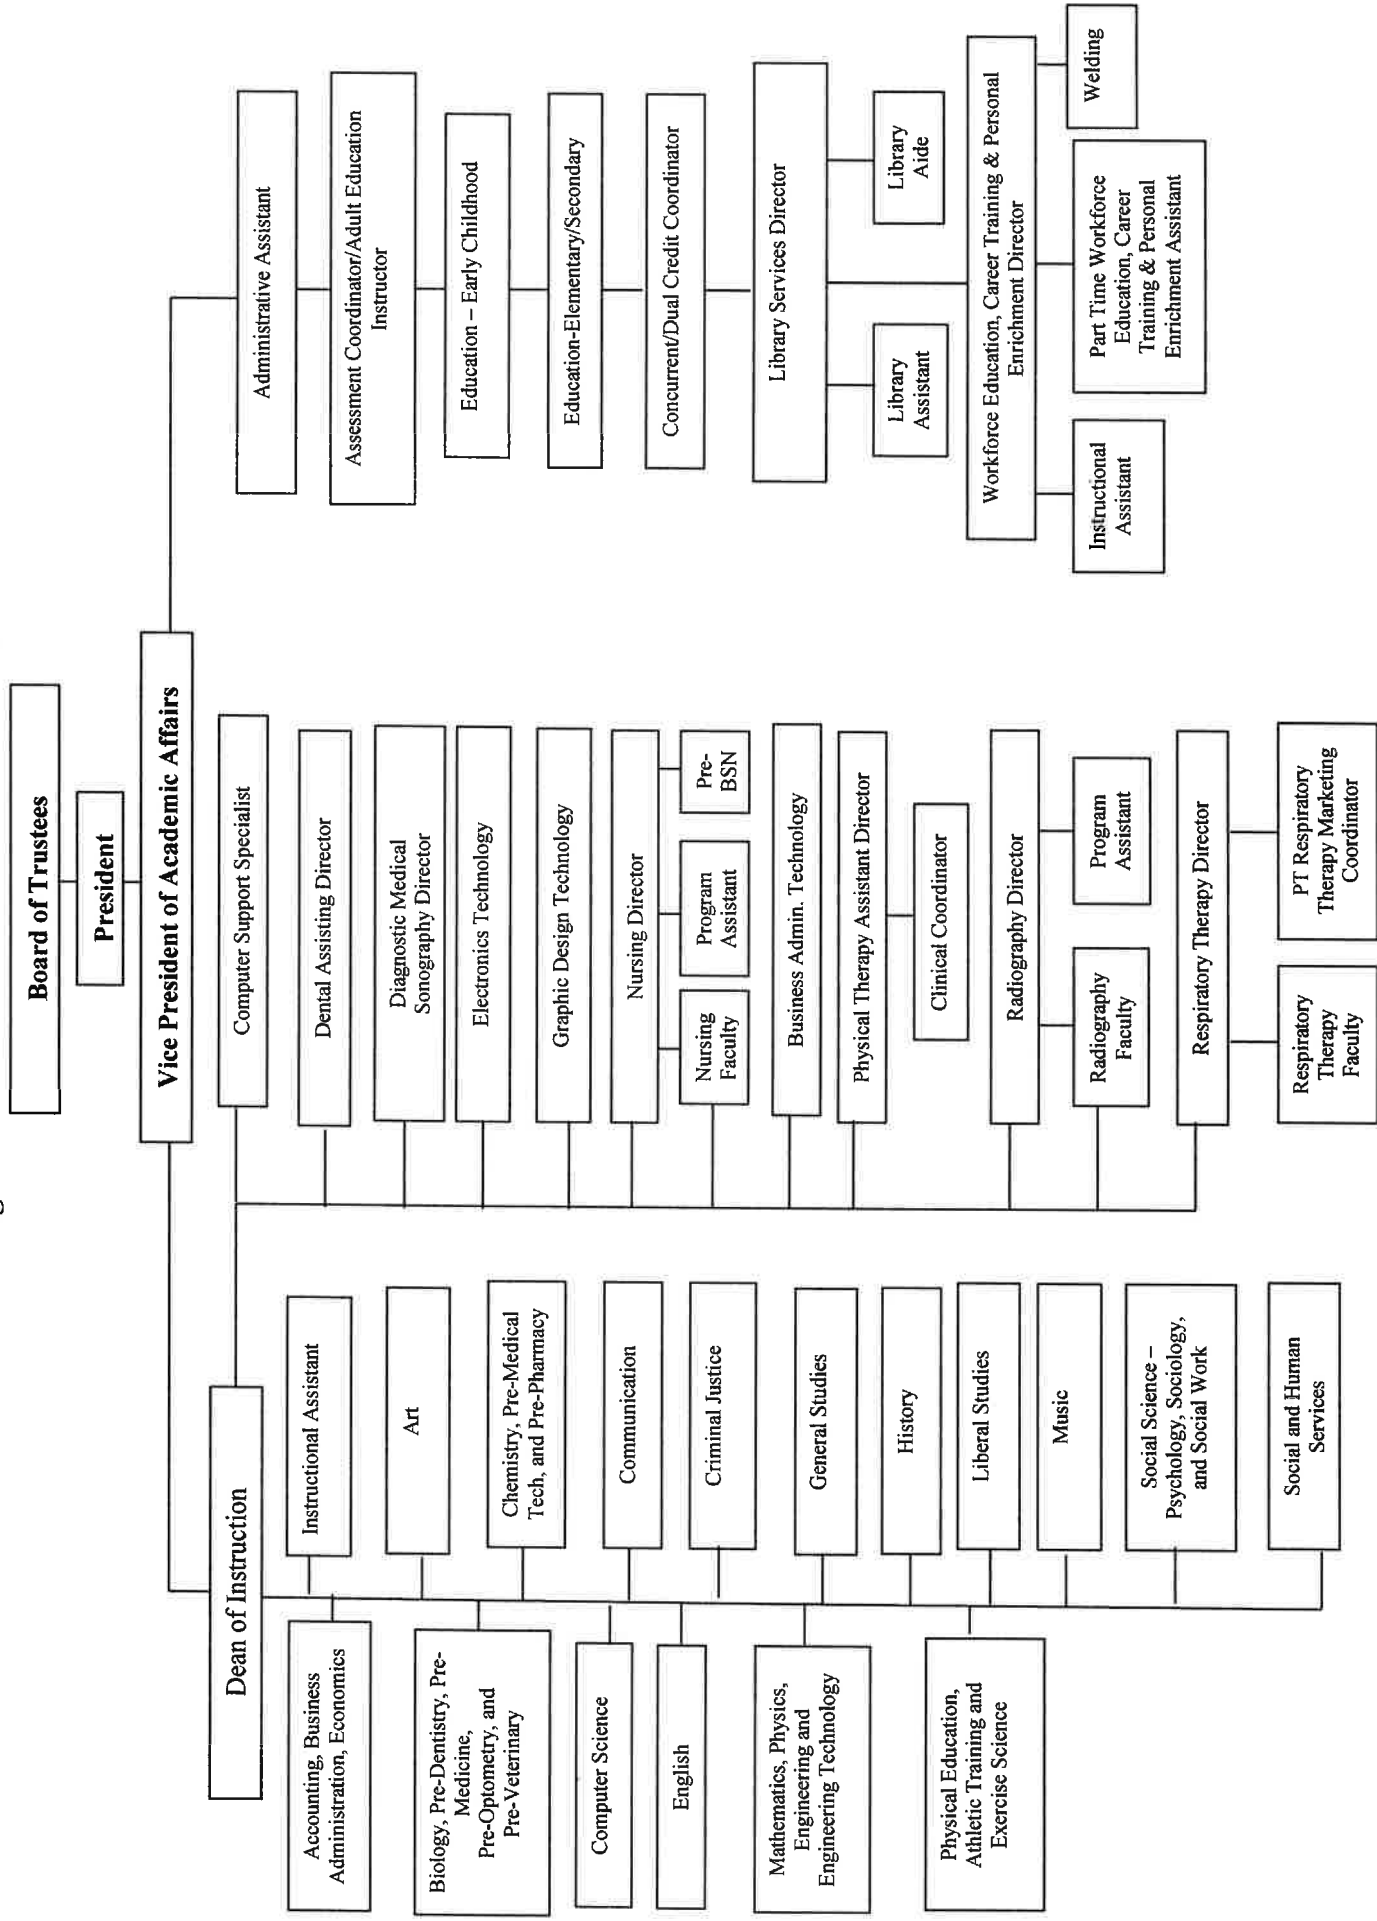 Board of Trustees
President
Vice President of Academic Affairs
Dean of Instruction
Accounting, Business
Administration, Economics
Biology, Pre-Dentistry, Pre-
Medicine,
Pre-Optometry, and
Pre-Veterinary
Computer Science
English
Mathematics, Physics,
Engineering and
Engineering Technology
Physical Education,
Athletic Training and
Exercise Science
Instructional Assistant
Art
Chemistry, Pre-Medical
Tech, and Pre-Pharmacy
Communication
Criminal Justice
General Studies
History
Liberal Studies
Music
Social Science –
Psychology, Sociology,
and Social Work
Social and Human
Services
Computer Support Specialist
Dental Assisting Director
Diagnostic Medical
Sonography Director
Electronics Technology
Graphic Design Technology
Nursing Director
Nursing
Faculty
Program
Assistant
Pre-
BSN
Business Admin. Technology
Physical Therapy Assistant Director
Clinical Coordinator
Radiography Director
Radiography
Faculty
Program
Assistant
Respiratory Therapy Director
Respiratory
Therapy
Faculty
PT Respiratory
Therapy Marketing
Coordinator
Administrative Assistant
Assessment Coordinator/Adult Education
Instructor
Education – Early Childhood
Education-Elementary/Secondary
Concurrent/Dual Credit Coordinator
Library Services Director
Library
Assistant
Library
Aide
Workforce Education, Career Training & Personal
Enrichment Director
Instructional
Assistant
Part Time Workforce
Education, Career
Training & Personal
Enrichment Assistant
Welding